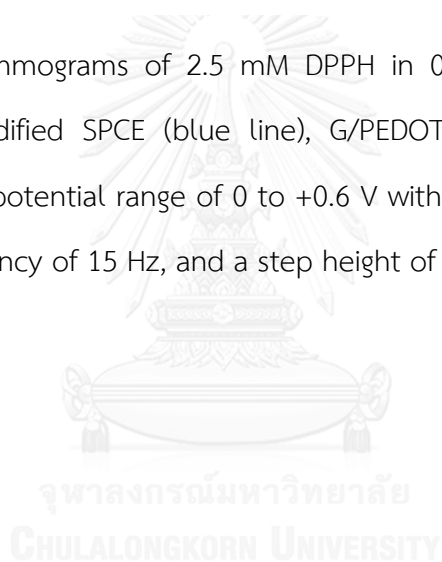 mmograms of 2.5 mM DPPH in 0
dified SPCE (blue line), G/PEDOT
potential range of 0 to +0.6 V with
ncy of 15 Hz, and a step height of
จุฬาลงกรณ์มหาวิทยาลัย
CHULALONGKORN UNIVERSITY